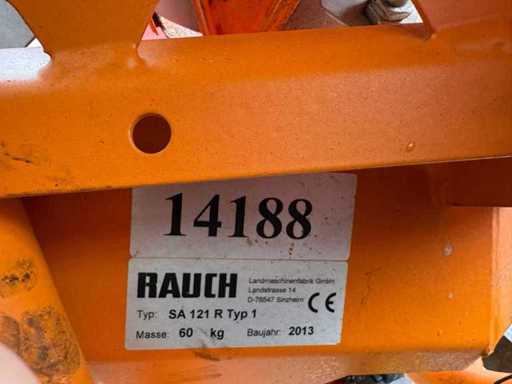 14188
RAUCH
Landmaschinenfabrik GmbH
Landstrasse 14
D-76547 Sinzheim
CE
Typ: SA 121 R Typ 1
Masse: 60 kg Baujahr: 2013